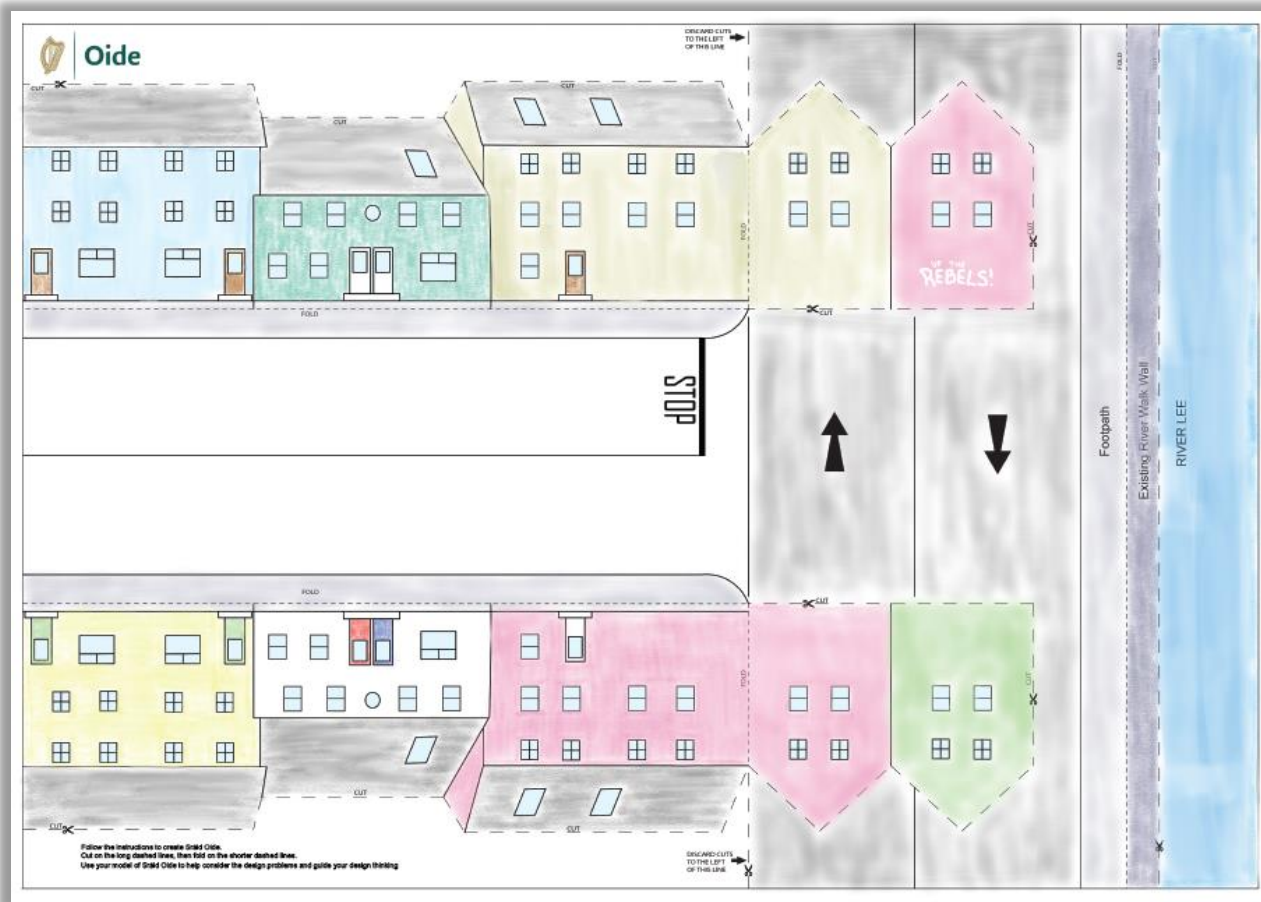 Oide
DISCARD CUTS
TO THE LEFT
OF THIS LINE
CUT
CUT
CUT
FOLD
FOLD
UP THE
REBELS!
CUT
CUT
FOLD
FOLD
STOP
Footpath
Existing River Walk Wall
RIVER LEE
FOLD
CUT
FOLD
CUT
CUT
CUT
CUT
DISCARD CUTS
TO THE LEFT
OF THIS LINE
Follow the instructions to create Sráid Oide.
Cut on the long dashed lines, then fold on the shorter dashed lines.
Use your model of Sráid Oide to help consider the design problems and guide your design thinking